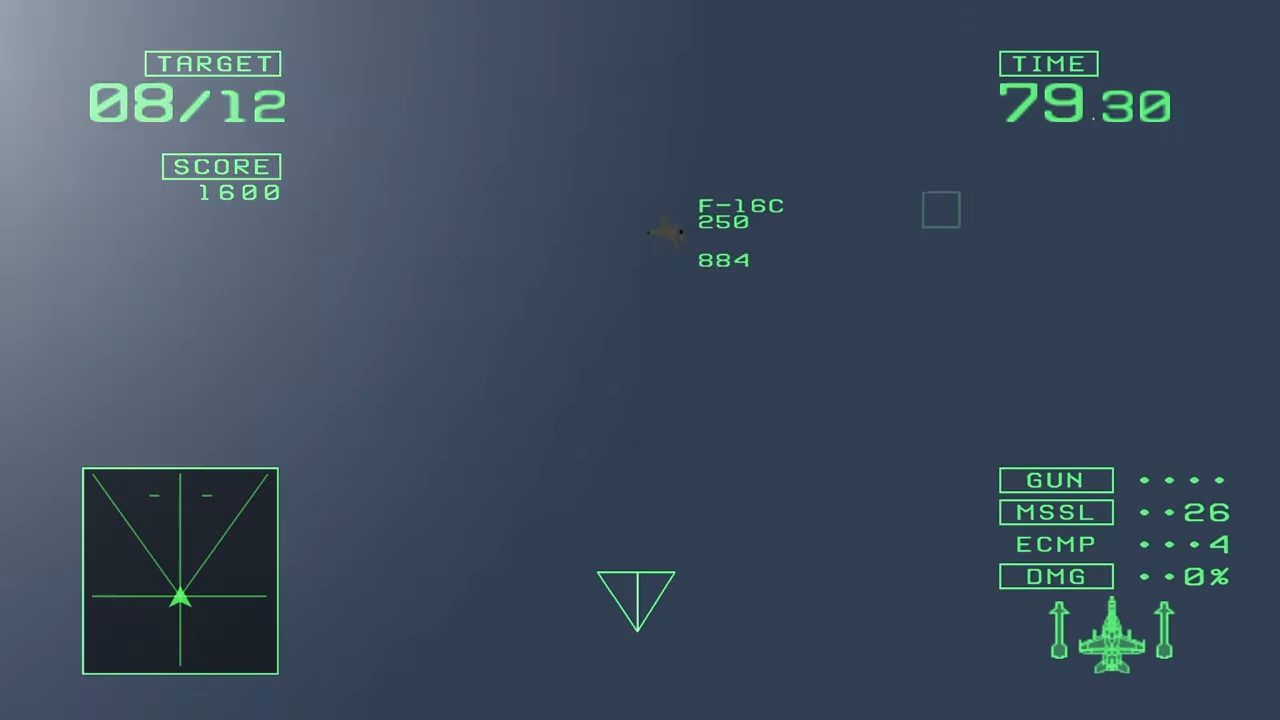 TARGET
08/12
SCORE
1600
TIME
79.30
F-16C
250
884
GUN
MSSL 26
ECMP 4
DMG 0%